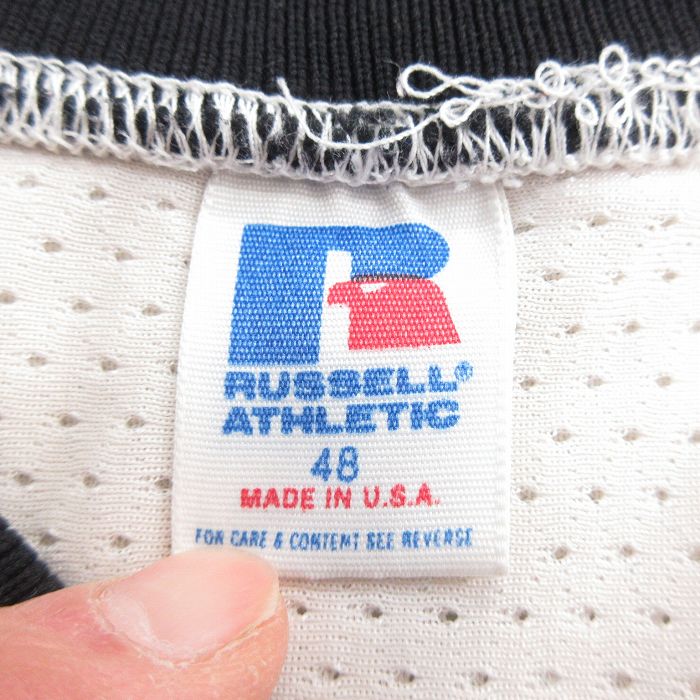 RUSSELL®
ATHLETIC
48
MADE IN U.S.A.
FOR CARE & CONTENT SEE REVERSE